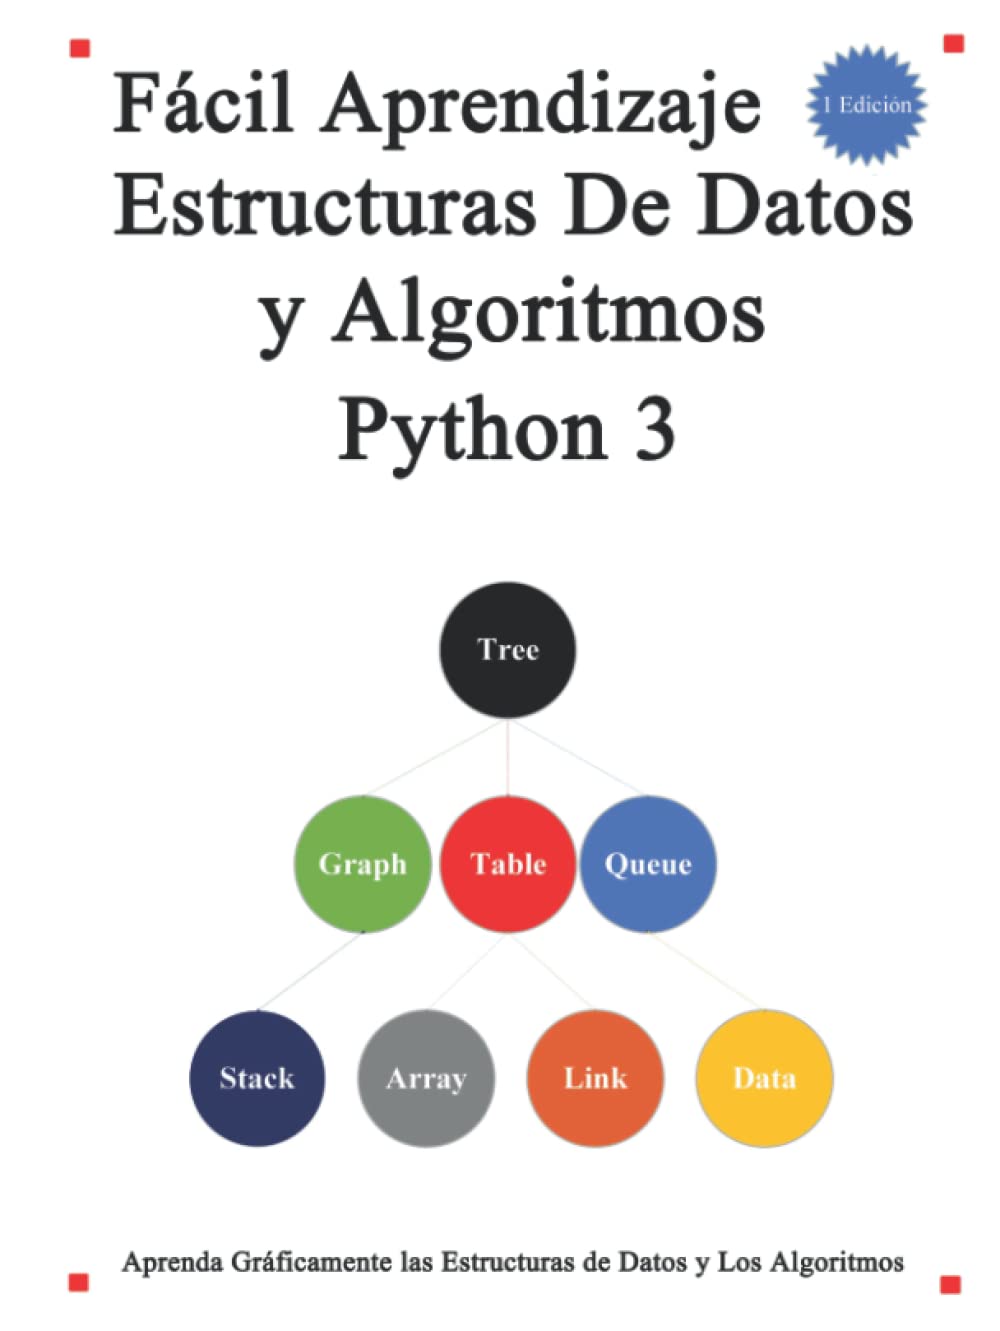 Fácil Aprendizaje
1 Edición
Estructuras De Datos
y Algoritmos
Python 3
Tree
Graph Table Queue
Stack Array Link Data
Aprenda Gráficamente las Estructuras de Datos y Los Algoritmos